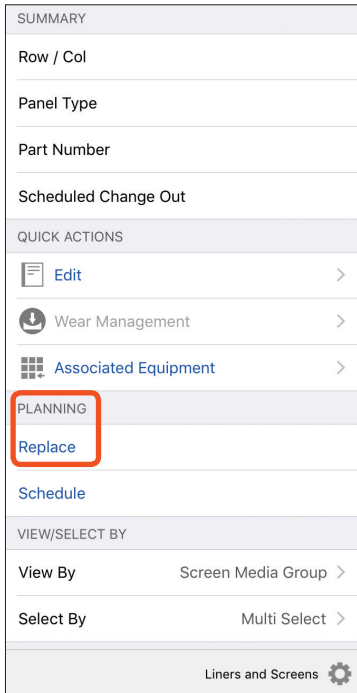 SUMMARY
Row / Col
Panel Type
Part Number
Scheduled Change Out
QUICK ACTIONS
Edit
Wear Management
Associated Equipment
PLANNING
Replace
Schedule
VIEW/SELECT BY
View By Screen Media Group
Select By Multi Select
Liners and Screens